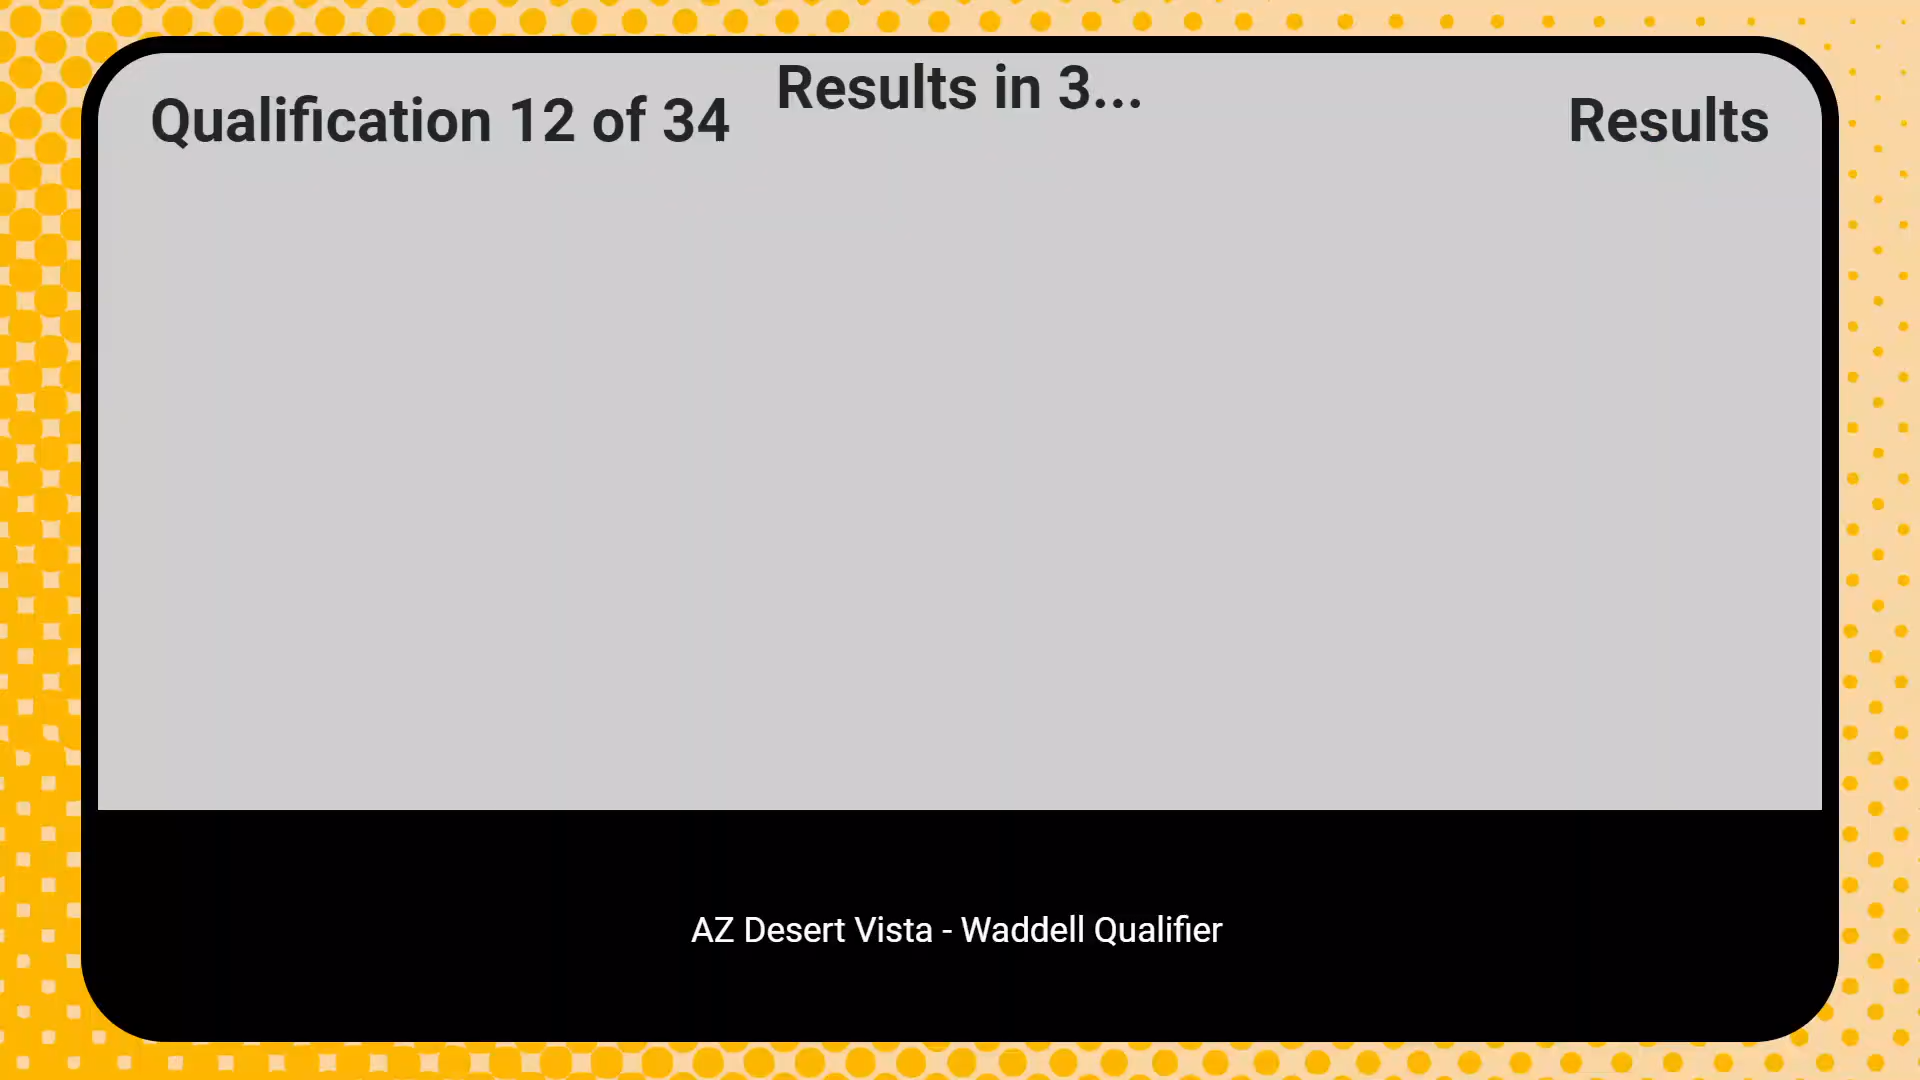 Qualification 12 of 34
Results in 3...
Results
AZ Desert Vista - Waddell Qualifier